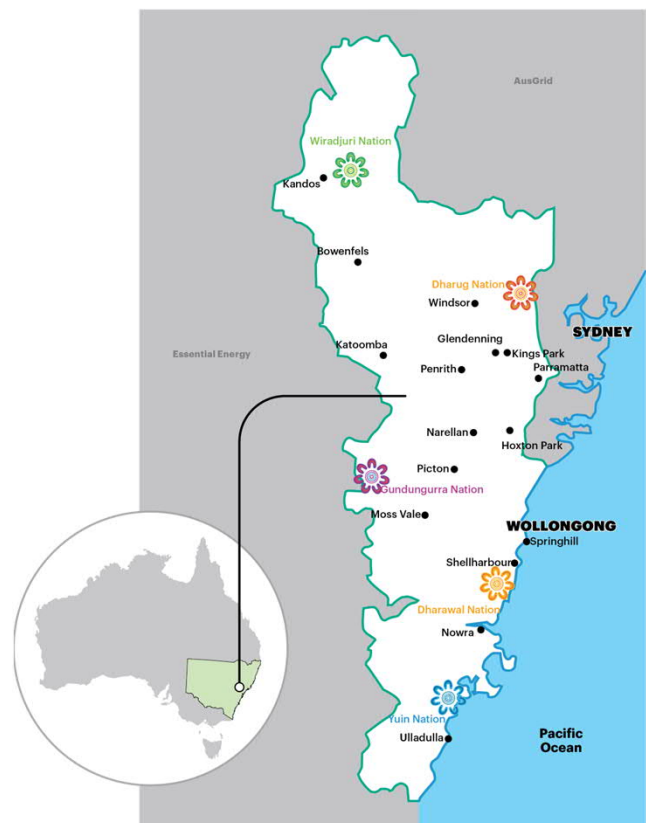 AusGrid
Wiradjuri Nation
Kandos
Bowenfels
Dharug Nation
Windsor
SYDNEY
Glendenning
Katoomba
Kings Park
Essential Energy
Parramatta
Penrith
Narellan
Hoxton Park
Picton
Gundungurra Nation
Moss Vale
WOLLONGONG
Springhill
Shellharbour
Dharawal Nation
Nowra
Yuin Nation
Ulladulla
Pacific
Ocean